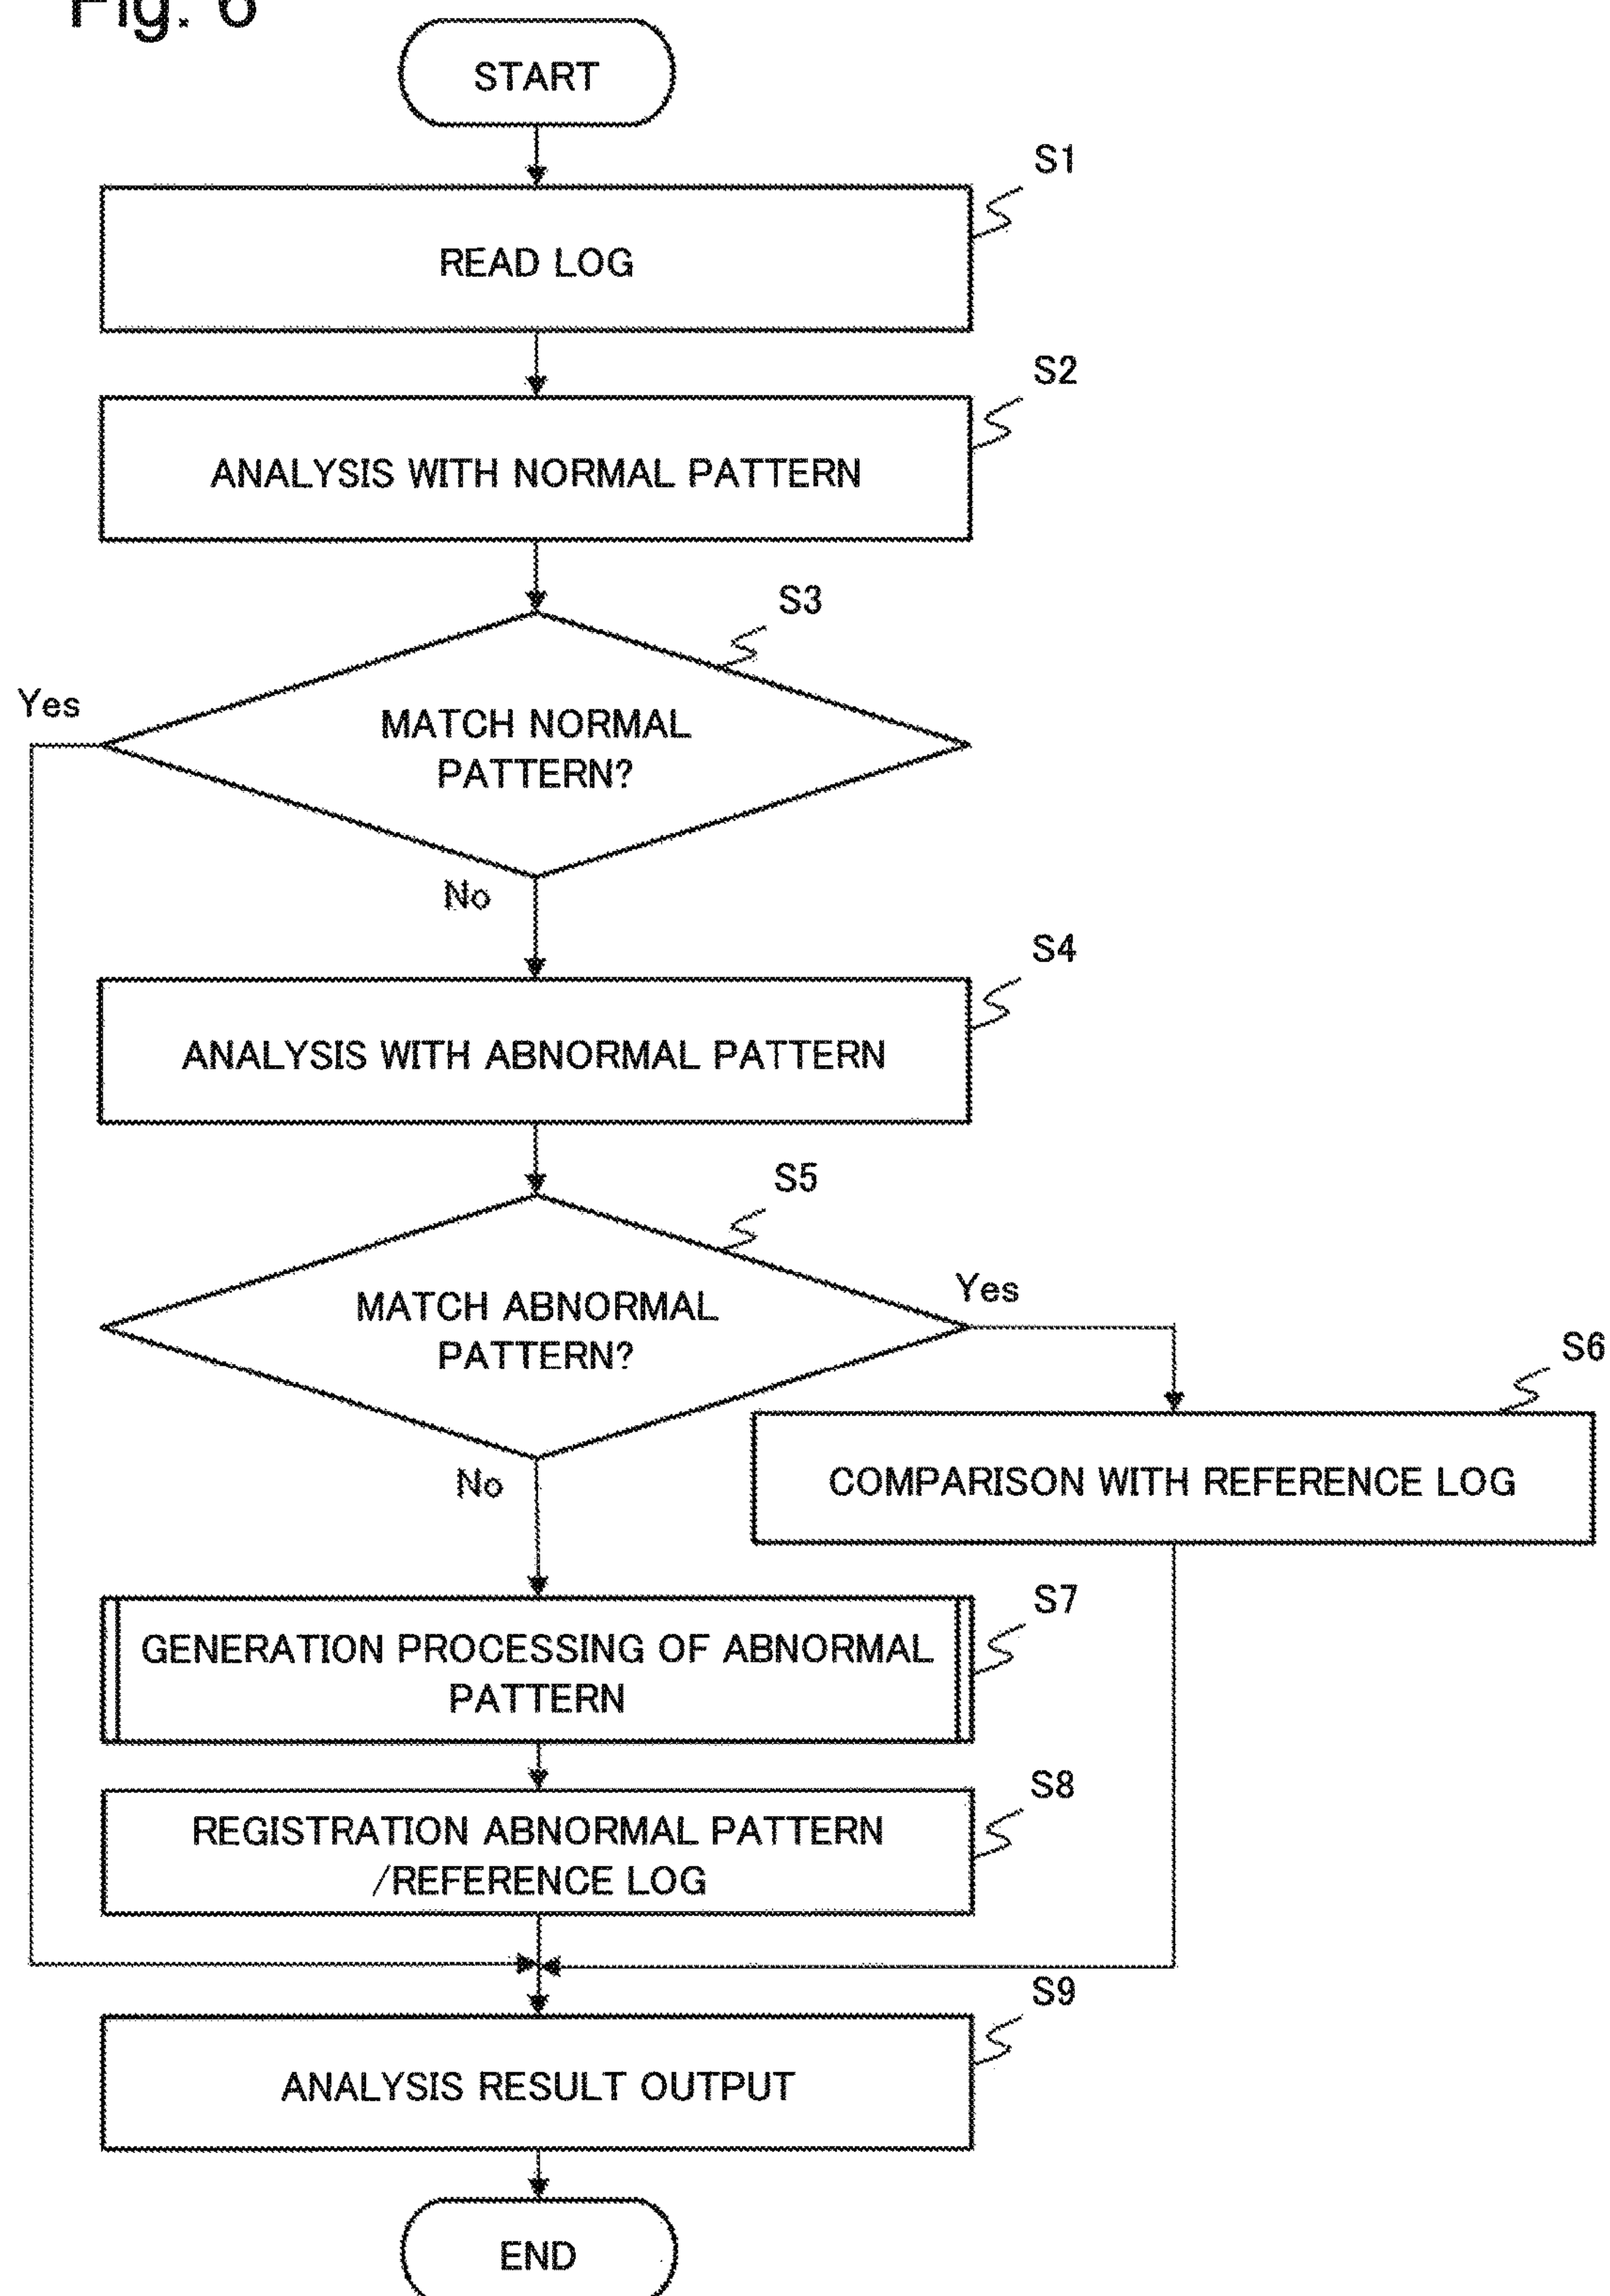 Fig. 6
START
S1
READ LOG
S2
ANALYSIS WITH NORMAL PATTERN
S3
Yes
MATCH NORMAL
PATTERN?
No
S4
ANALYSIS WITH ABNORMAL PATTERN
S5
MATCH ABNORMAL
PATTERN?
Yes
S6
COMPARISON WITH REFERENCE LOG
No
S7
GENERATION PROCESSING OF ABNORMAL
PATTERN
S8
REGISTRATION ABNORMAL PATTERN
/REFERENCE LOG
S9
ANALYSIS RESULT OUTPUT
END